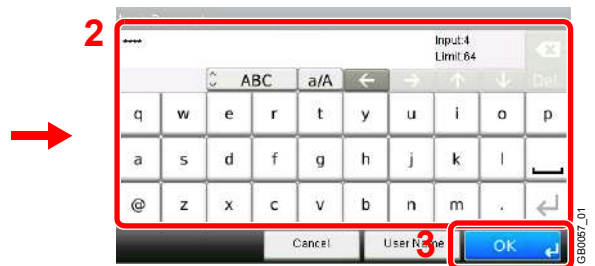 2
**** Input:4
Limit:64
ABC a/A ← → ↑ ↓ Del.
q w e r t y u i o p
a s d f g h j k l
@ z x c v b n m .
Cancel User Name 3 OK
GB0057_01